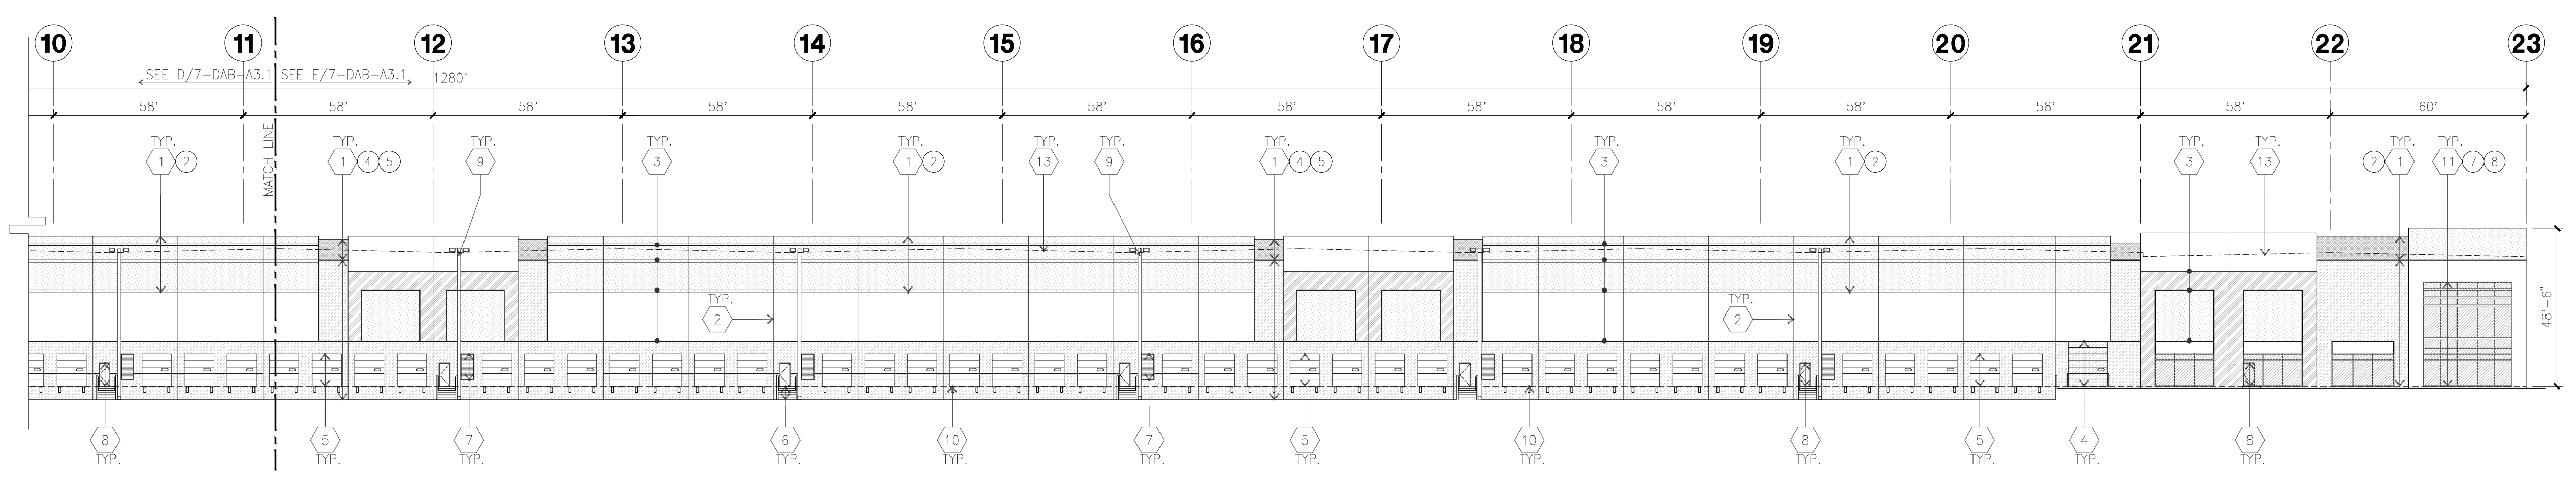 10 11 12 13 14 15 16 17 18 19 20 21 22 23
SEE D/7-DAB-A3.1 SEE E/7-DAB-A3.1 1280'
58' 58' 58' 58' 58' 58' 58' 58' 58' 58' 58' 58' 60'
MATCH LINE
TYP. TYP. TYP. TYP. TYP. TYP. TYP. TYP. TYP. TYP. TYP. TYP. TYP. TYP.
1 2 1 4 5 9 3 1 2 13 9 1 4 5 3 1 2 3 13 2 1 11 7 8
TYP. TYP.
2 2
48'-6"
8 5 7 6 10 7 5 10 8 5 4 8
TYP. TYP. TYP. TYP. TYP. TYP. TYP. TYP. TYP. TYP. TYP. TYP.